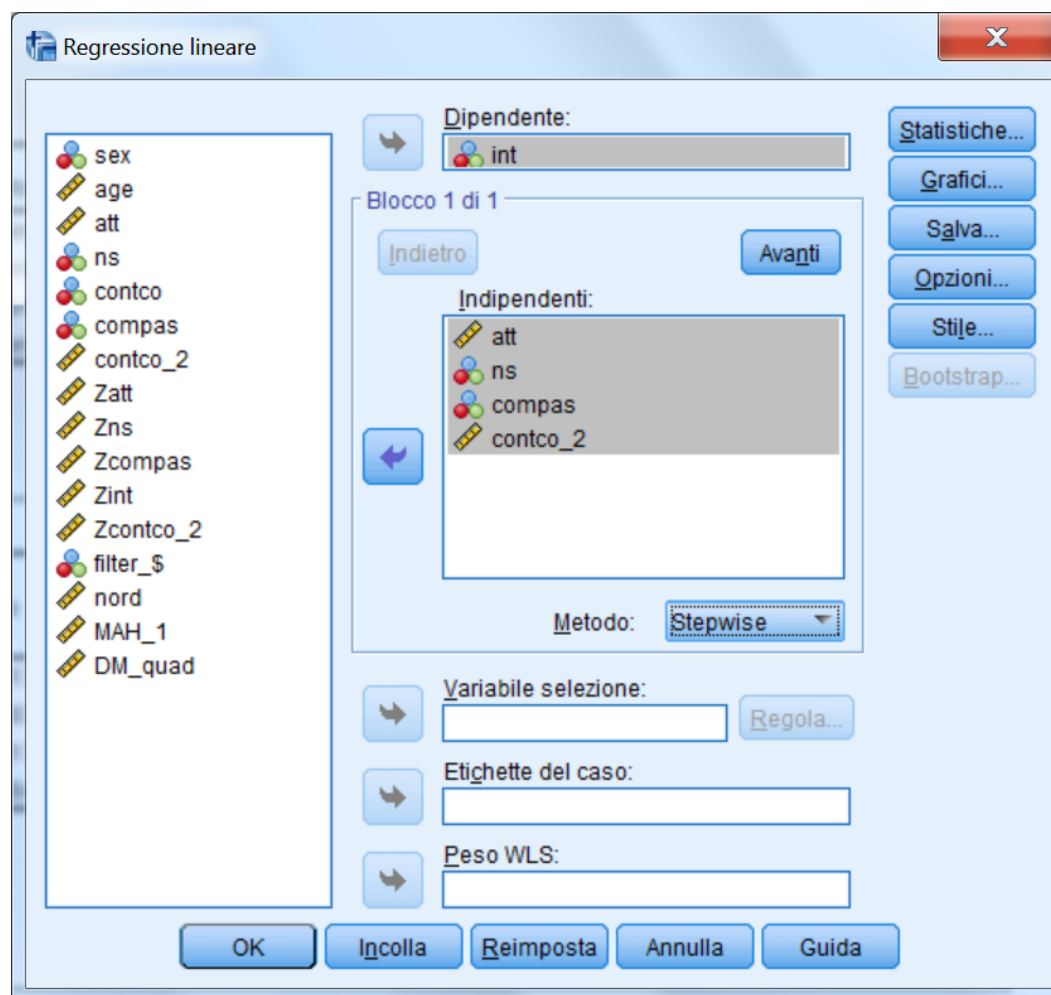 Regressione lineare
sex
age
att
ns
contco
compas
contco_2
Zatt
Zns
Zcompas
Zint
Zcontco_2
filter_$
nord
MAH_1
DM_quad
Dipendente:
int
Blocco 1 di 1
Indietro
Avanti
Indipendenti:
att
ns
compas
contco_2
Metodo:
Stepwise
Variabile selezione:
Regola...
Etichette del caso:
Peso WLS:
Statistiche...
Grafici...
Salva...
Opzioni...
Stile...
Bootstrap...
OK
Incolla
Reimposta
Annulla
Guida